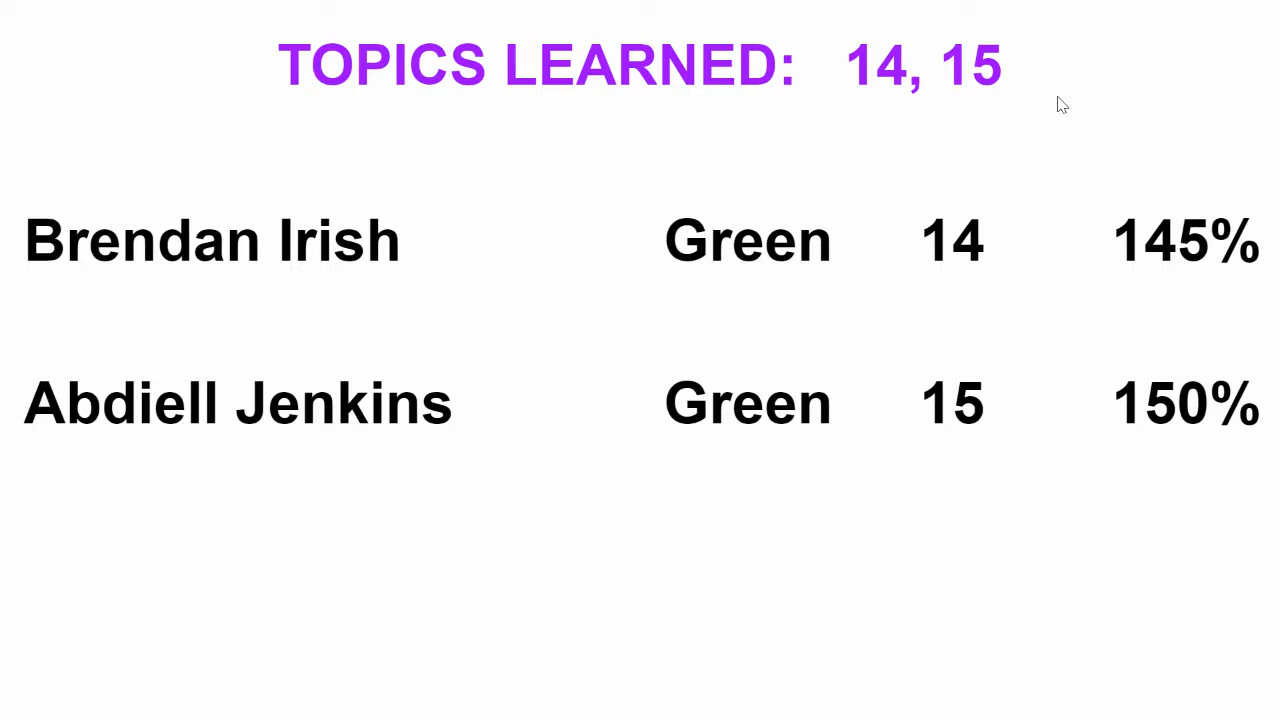 TOPICS LEARNED: 14, 15
Brendan Irish Green 14 145%
Abdiell Jenkins Green 15 150%